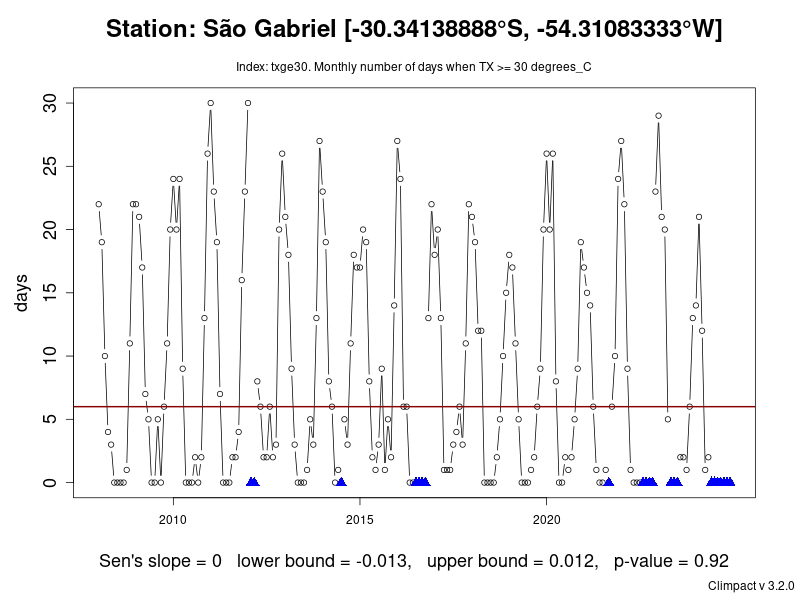 Station: São Gabriel [-30.34138888°S, -54.31083333°W]
Index: txge30. Monthly number of days when TX >= 30 degrees_C
days
30
25
20
15
10
5
0
2010 2015 2020
Sen's slope = 0 lower bound = -0.013, upper bound = 0.012, p-value = 0.92
Climpact v 3.2.0